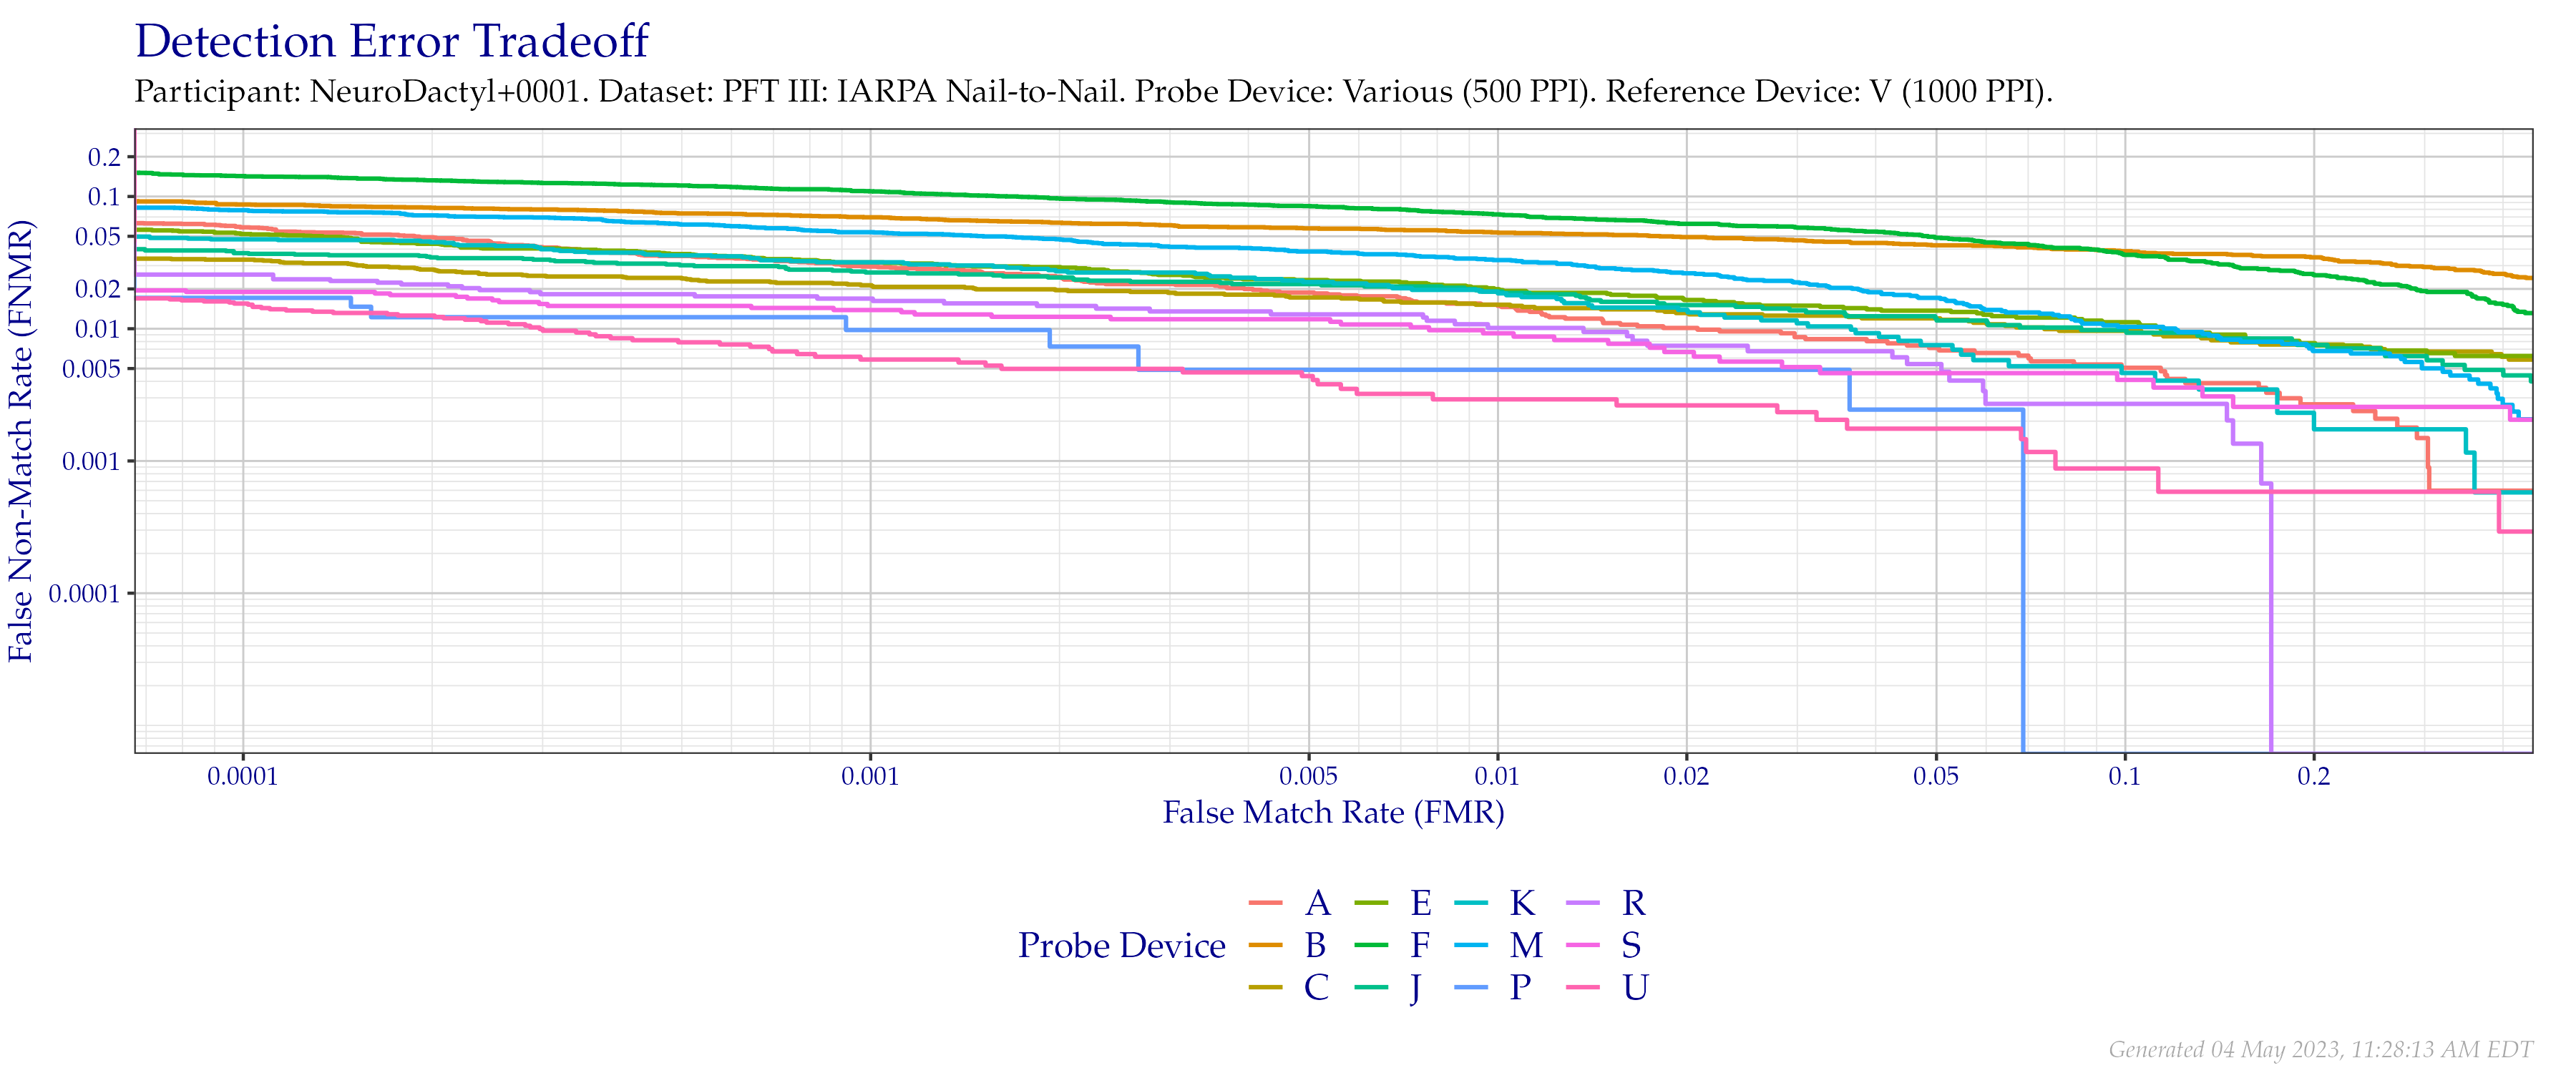 Detection Error Tradeoff
Participant: NeuroDactyl+0001. Dataset: PFT III: IARPA Nail-to-Nail. Probe Device: Various (500 PPI). Reference Device: V (1000 PPI).
False Non-Match Rate (FNMR)
0.2
0.1
0.05
0.02
0.01
0.005
0.001
0.0001
0.0001 0.001 0.005 0.01 0.02 0.05 0.1 0.2
False Match Rate (FMR)
Probe Device
A E K R
B F M S
C J P U
Generated 04 May 2023, 11:28:13 AM EDT